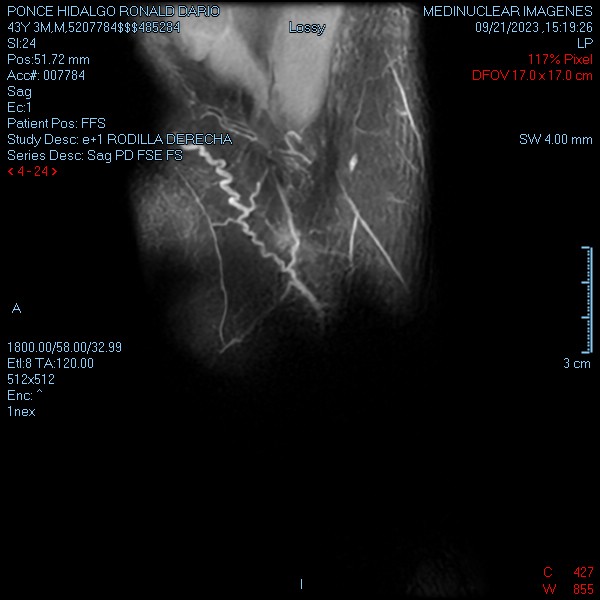 PONCE HIDALGO RONALD DARIO
43Y 3M,M,5207784$$$485284
SI:24
Pos:51.72 mm
Acc#: 007784
Sag
Ec:1
Patient Pos: FFS
Study Desc: e+1 RODILLA DERECHA
Series Desc: Sag PD FSE FS
< 4 - 24 >
Lossy
MEDINUCLEAR IMAGENES
09/21/2023 ,15:19:26
LP
117% Pixel
DFOV 17.0 x 17.0 cm
SW 4.00 mm
A
3 cm
1800.00/58.00/32.99
Etl:8 TA:120.00
512x512
Enc: ^
1nex
I
C 427
W 855